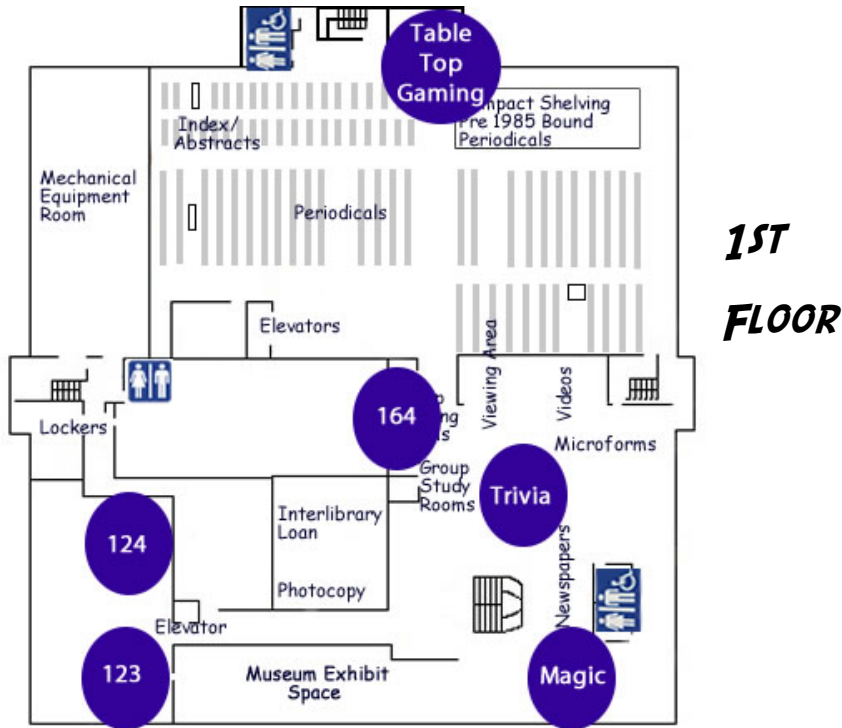 Table
Top
Gaming
Shelving
Pre 1985 Bound
Periodicals
Index/
Abstracts
Mechanical
Equipment
Room
Periodicals
1ST
FLOOR
Elevators
Viewing Area
Videos
164
Lockers
Microforms
Group
Study
Rooms
Trivia
Interlibrary
Loan
124
Newspapers
Photocopy
Elevator
123
Museum Exhibit
Space
Magic